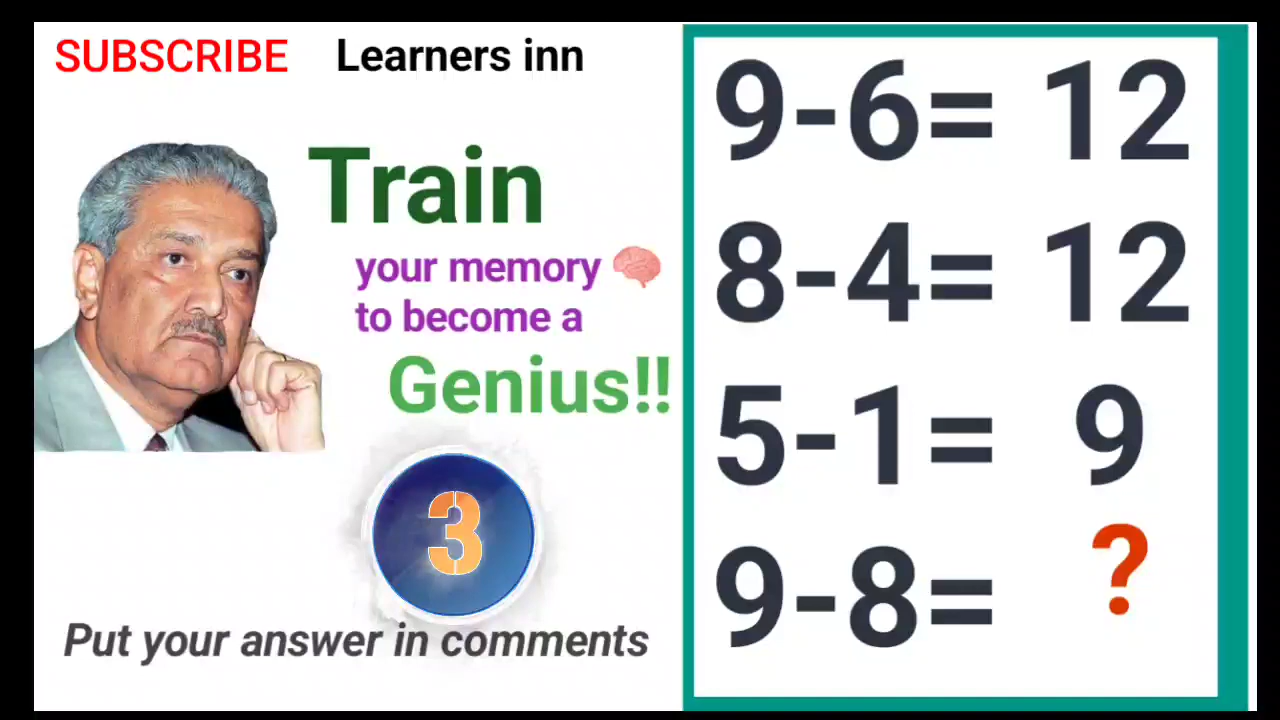 SUBSCRIBE Learners inn
Train
your memory
to become a
Genius!!
3
Put your answer in comments
9-6= 12
8-4= 12
5-1= 9
9-8= ?